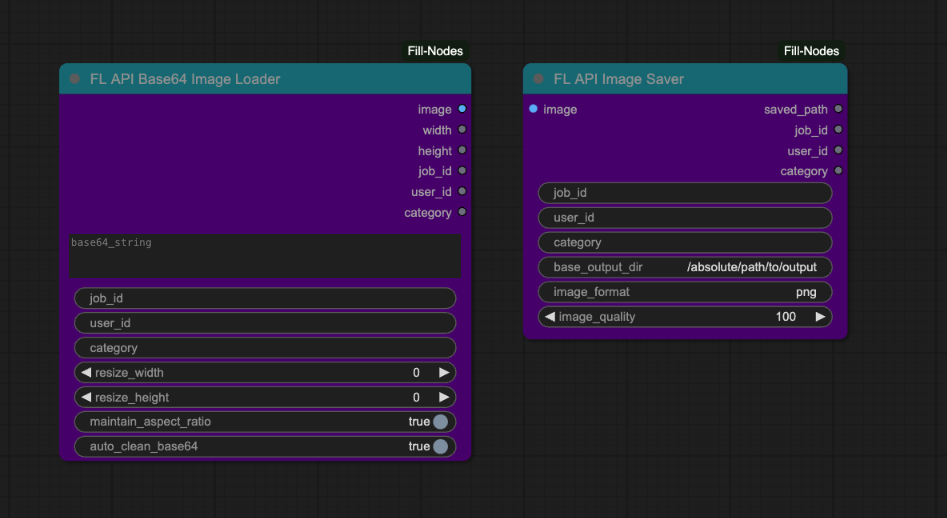 Fill-Nodes
FL API Base64 Image Loader
image
width
height
job_id
user_id
category
base64_string
job_id
user_id
category
resize_width 0
resize_height 0
maintain_aspect_ratio true
auto_clean_base64 true
Fill-Nodes
FL API Image Saver
image saved_path
job_id
user_id
category
job_id
user_id
category
base_output_dir /absolute/path/to/output
image_format png
image_quality 100